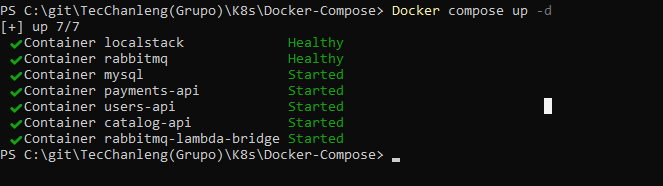 PS C:\git\TecChanleng(Grupo)\K8s\Docker-Compose> Docker compose up -d
[+] up 7/7
✔Container localstack Healthy
✔Container rabbitmq Healthy
✔Container mysql Started
✔Container payments-api Started
✔Container users-api Started
✔Container catalog-api Started
✔Container rabbitmq-lambda-bridge Started
PS C:\git\TecChanleng(Grupo)\K8s\Docker-Compose>